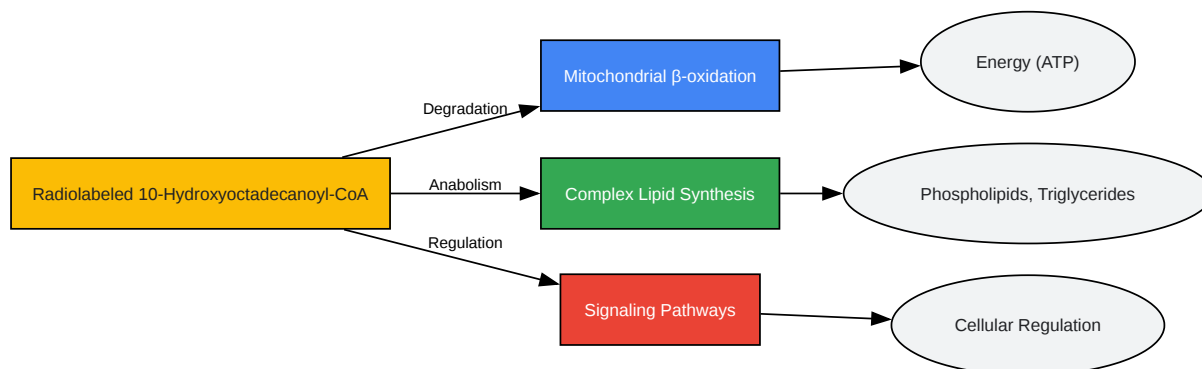 Mitochondrial β-oxidation
Energy (ATP)
Degradation
Radiolabeled 10-Hydroxyoctadecanoyl-CoA
Anabolism
Complex Lipid Synthesis
Phospholipids, Triglycerides
Regulation
Signaling Pathways
Cellular Regulation